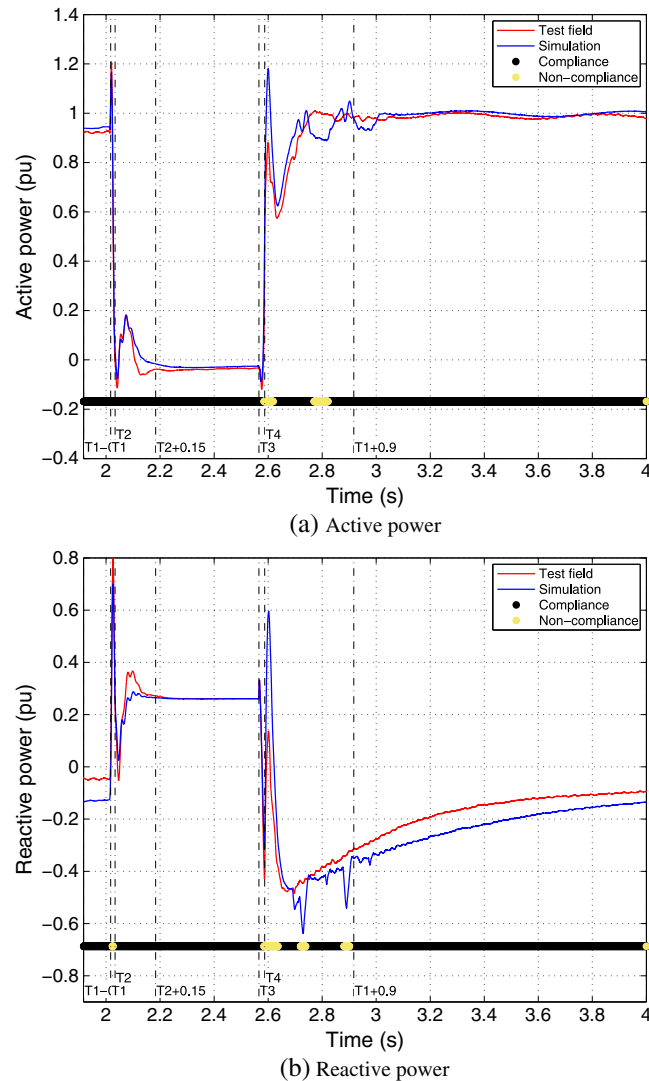 1.4
1.2
1
0.8
0.6
0.4
0.2
0
−0.2
−0.4
Active power (pu)
Test field
Simulation
Compliance
Non−compliance
T1−(
T1
T2
T2+0.15
T3
T4
T1+0.9
2 2.2 2.4 2.6 2.8 3 3.2 3.4 3.6 3.8 4
Time (s)
(a) Active power
0.8
0.6
0.4
0.2
0
−0.2
−0.4
−0.6
−0.8
Reactive power (pu)
Test field
Simulation
Compliance
Non−compliance
T1−(
T1
T2
T2+0.15
T3
T4
T1+0.9
2 2.2 2.4 2.6 2.8 3 3.2 3.4 3.6 3.8 4
Time (s)
(b) Reactive power